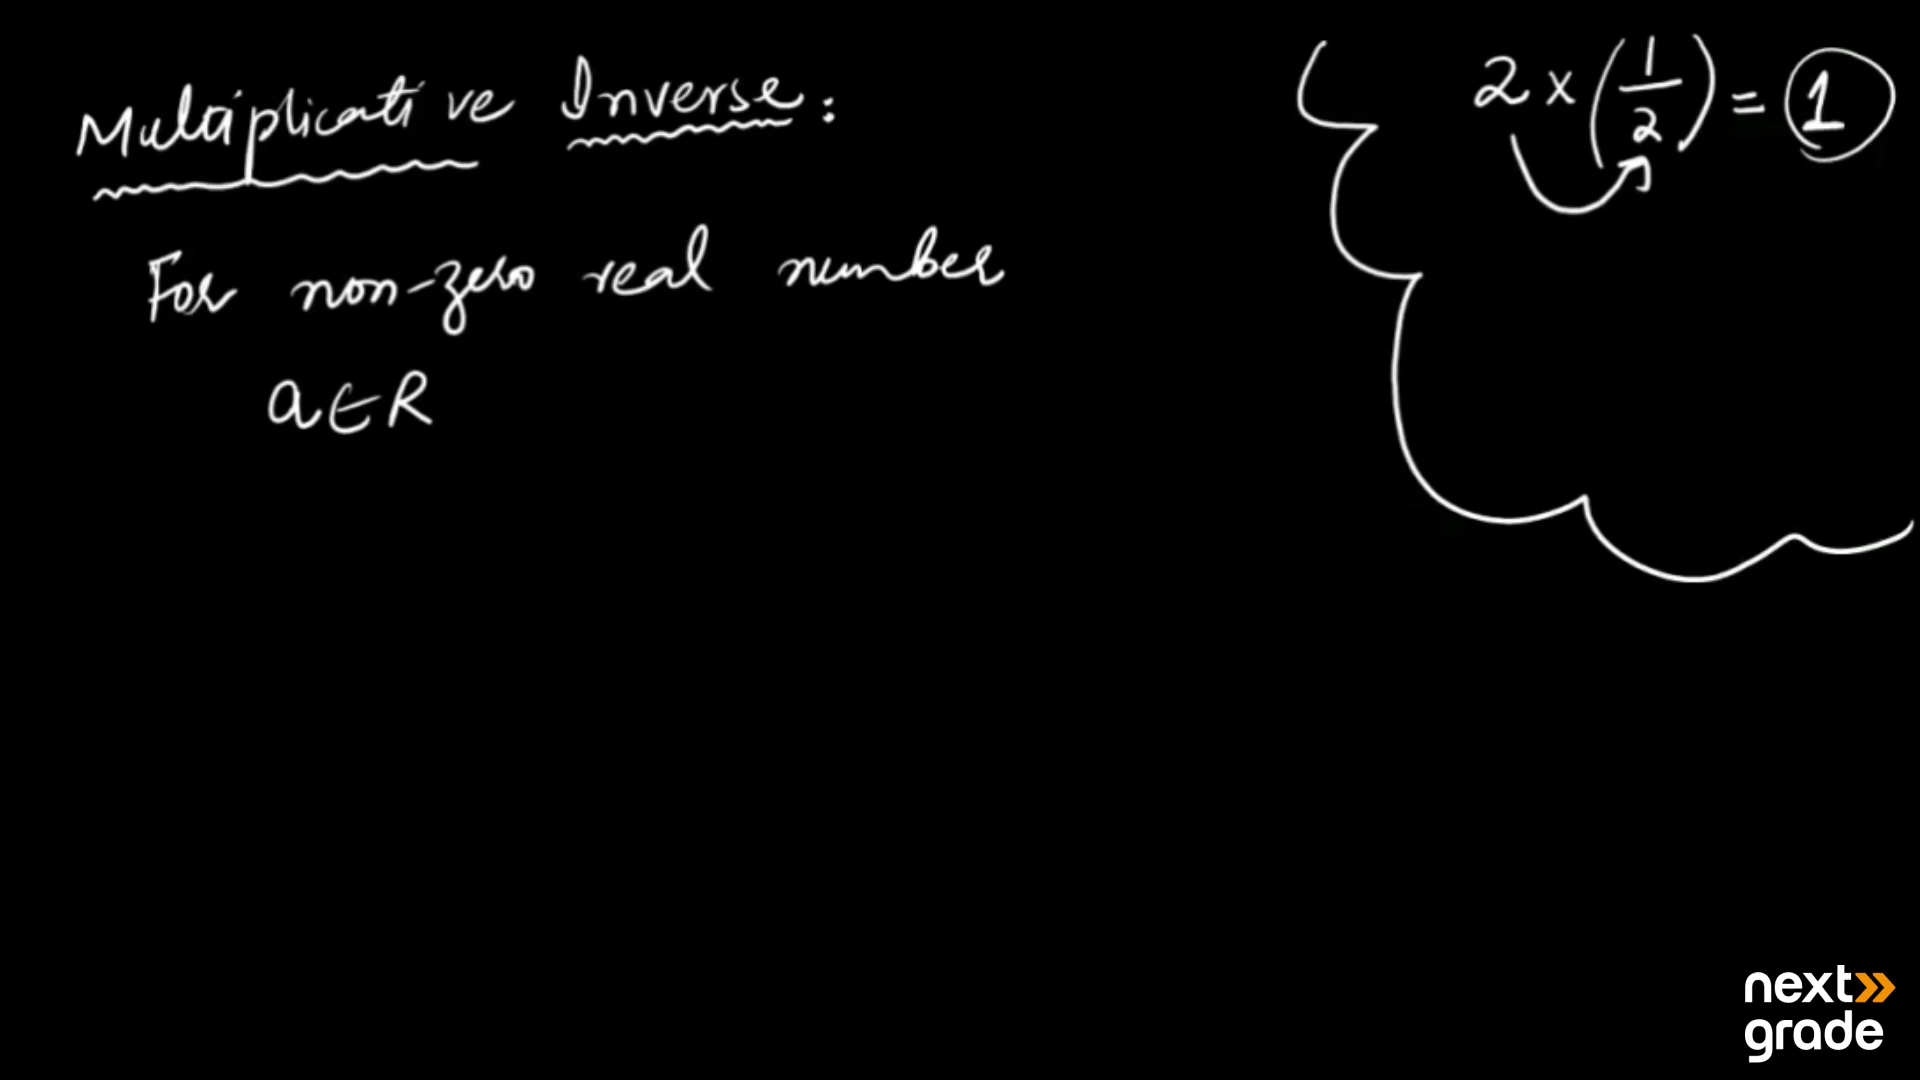 Multiplicative Inverse:
For non-zero real number
a∈R
2 × (1/2) = 1
next
grade